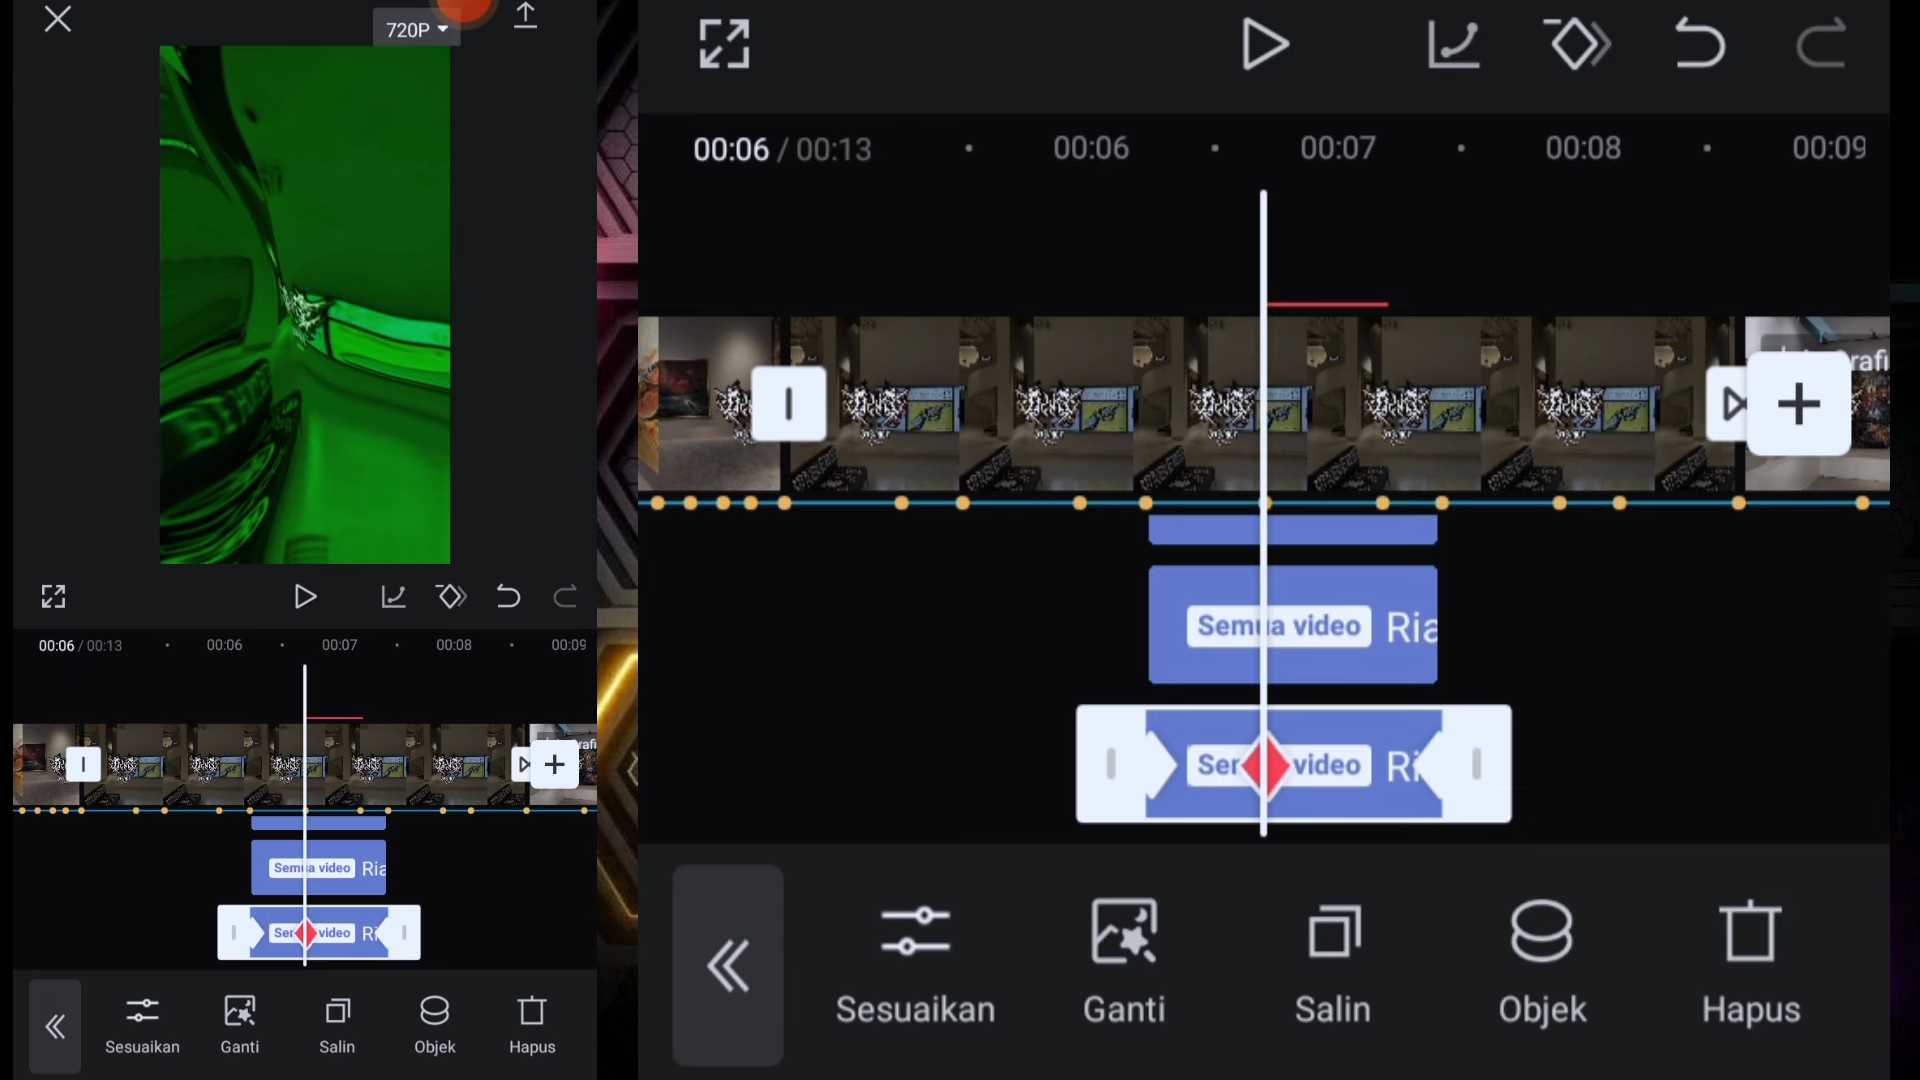 720P
00:06 / 00:13
00:06
00:07
00:08
00:09
Semua video
Ria
video
Ri
Sesuaikan
Ganti
Salin
Objek
Hapus
00:06 / 00:13
00:06
00:07
00:08
00:09
rafi
Semua video
Ria
Ser
video
Ri
Sesuaikan
Ganti
Salin
Objek
Hapus